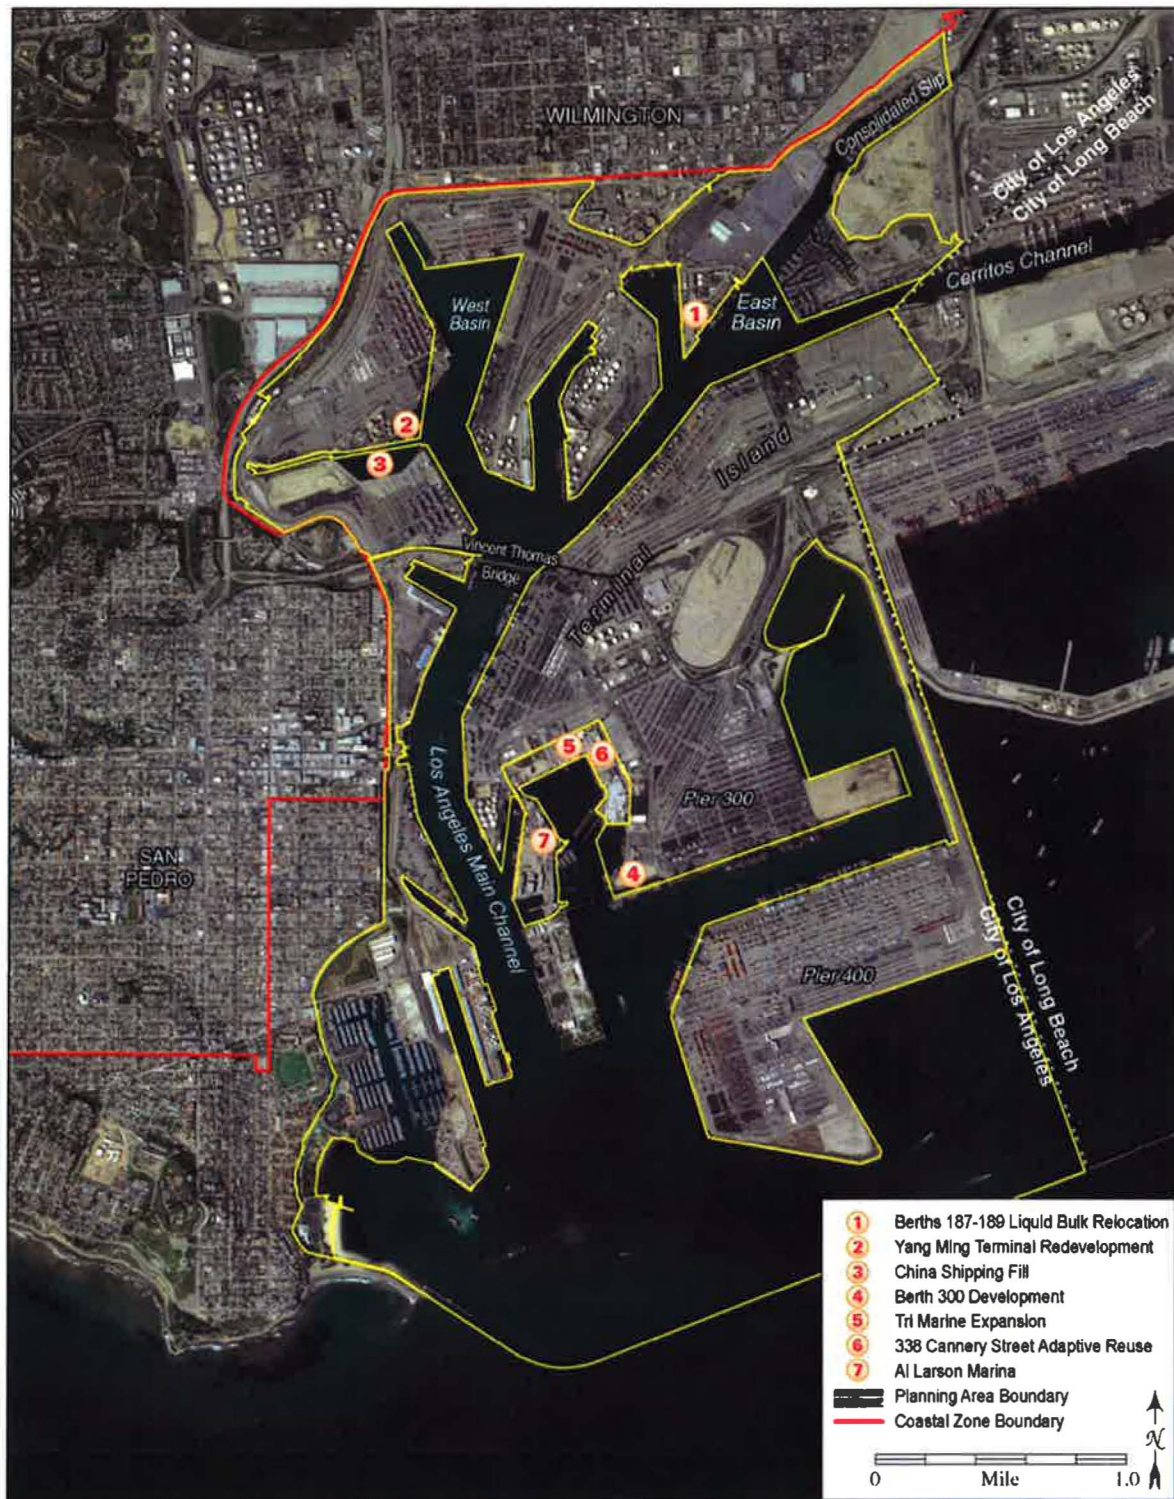 WILMINGTON
Consolidated Slip
City of Los Angeles
City of Long Beach
Cerritos Channel
West
Basin
East
Basin
1
2
3
Island
Terminal
Vincent Thomas
Bridge
Los Angeles Main Channel
5
6
7
4
Pier 300
SAN
PEDRO
Pier 400
City of Long Beach
City of Los Angeles
1 Berths 187-189 Liquid Bulk Relocation
2 Yang Ming Terminal Redevelopment
3 China Shipping Fill
4 Berth 300 Development
5 Tri Marine Expansion
6 338 Cannery Street Adaptive Reuse
7 Al Larson Marina
Planning Area Boundary
Coastal Zone Boundary
N
0 Mile 1.0